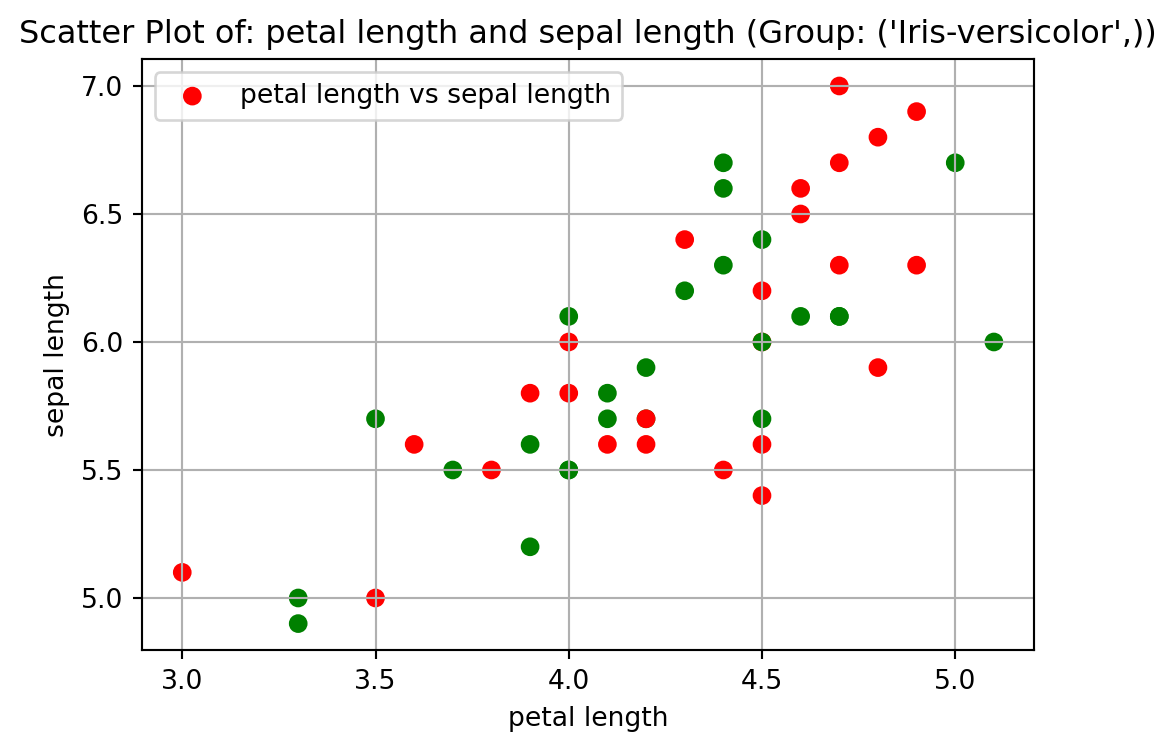 Scatter Plot of: petal length and sepal length (Group: ('Iris-versicolor',))
petal length vs sepal length
7.0
6.5
6.0
5.5
5.0
sepal length
3.0 3.5 4.0 4.5 5.0
petal length